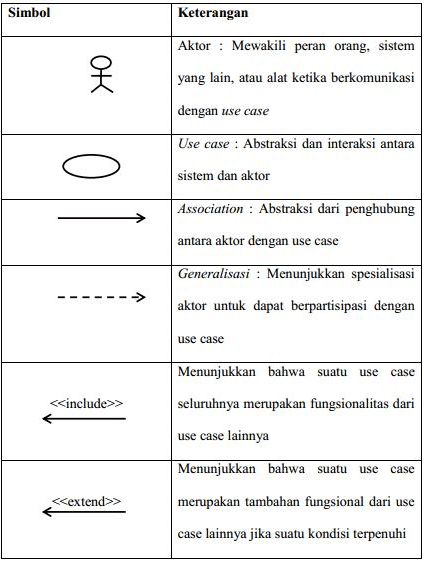 Simbol
Keterangan
Aktor : Mewakili peran orang, sistem
yang lain, atau alat ketika berkomunikasi
dengan use case
Use case : Abstraksi dan interaksi antara
sistem dan aktor
Association : Abstraksi dari penghubung
antara aktor dengan use case
Generalisasi : Menunjukkan spesialisasi
aktor untuk dapat berpartisipasi dengan
use case
<<include>>
Menunjukkan bahwa suatu use case
seluruhnya merupakan fungsionalitas dari
use case lainnya
<<extend>>
Menunjukkan bahwa suatu use case
merupakan tambahan fungsional dari use
case lainnya jika suatu kondisi terpenuhi